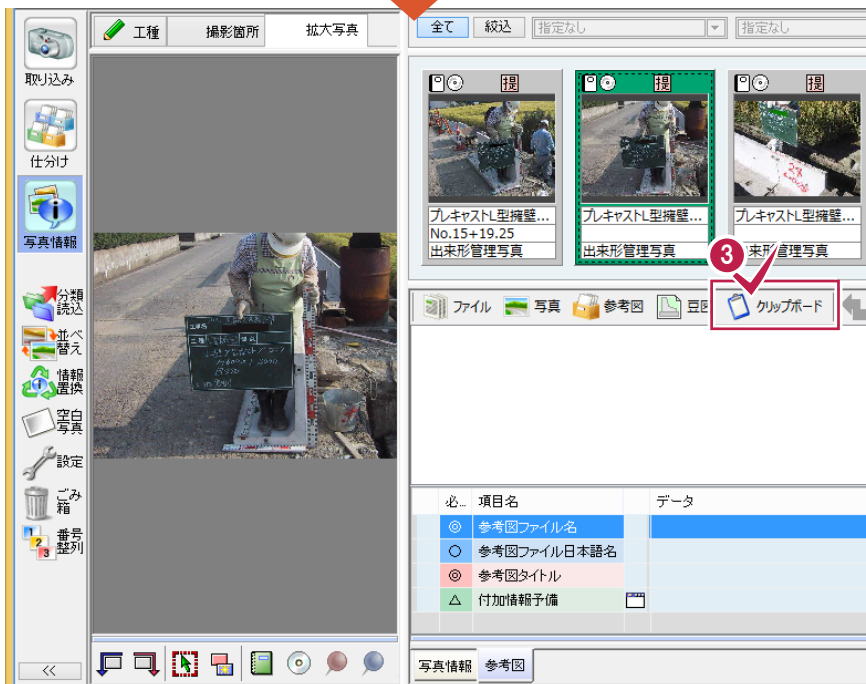 取り込み
仕分け
写真情報
分類
読込
並べ
替え
情報
置換
空白
写真
設定
ごみ
箱
番号
整列
<<
工種
撮影箇所
拡大写真
全て
絞込
指定なし
指定なし
提
提
提
プレキャストL型擁壁...
No.15+19.25
出来形管理写真
プレキャストL型擁壁...
出来形管理写真
プレキャストL型擁壁...
来形管理写真
3
ファイル
写真
参考図
豆図
クリップボード
必...
項目名
データ
◎
参考図ファイル名
○
参考図ファイル日本語名
◎
参考図タイトル
△
付加情報予備
写真情報
参考図